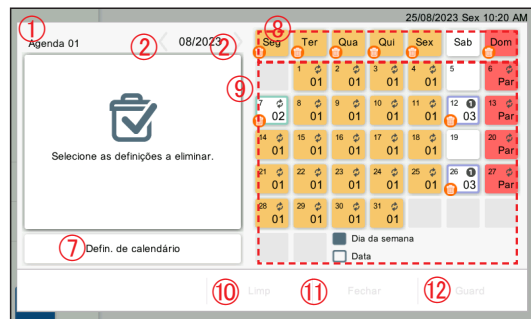 25/08/2023 Sex 10:20 AM
① Agenda 01
② 08/2023 ②
⑧
Seg Ter Qua Qui Sex Sab Dom
⑨
1 01 2 01 3 01 4 01 5 6 Par
7 02 8 01 9 01 10 01 11 01 12 1 03 13 Par
14 01 15 01 16 01 17 01 18 01 19 20 Par
21 01 22 01 23 01 24 01 25 01 26 1 03 27 Par
28 01 29 01 30 01 31 01
Selecione as definições a eliminar.
⑦ Defin. de calendário
Dia da semana
Data
⑩ Limp ⑪ Fechar ⑫ Guard